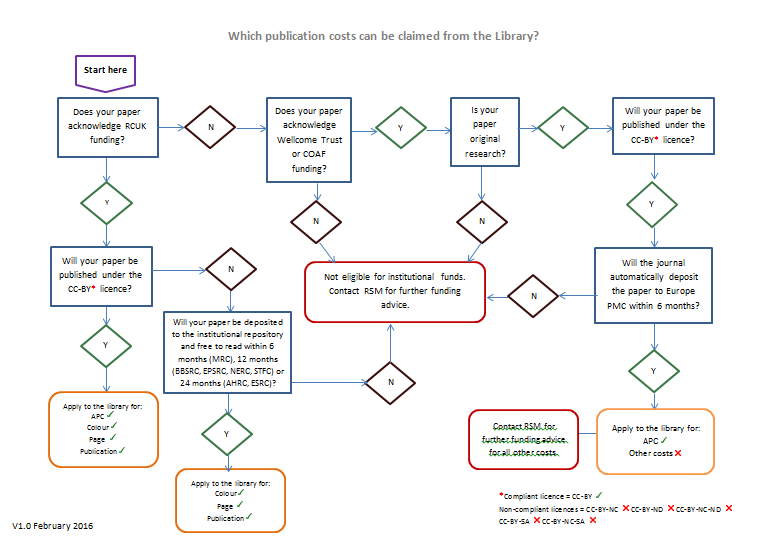 Which publication costs can be claimed from the Library?
Start here
Does your paper
acknowledge RCUK
funding?
N
Does your paper
acknowledge
Wellcome Trust
or COAF
funding?
Y
Is your
paper
original
research?
Y
Will your paper be
published under the
CC-BY* licence?
Y
N
N
Y
Will your paper be
published under the
CC-BY* licence?
N
Not eligible for institutional funds.
Contact RSM for further funding
advice.
N
Will the journal
automatically deposit
the paper to Europe
PMC within 6 months?
Y
Will your paper be deposited
to the institutional repository
and free to read within 6
months (MRC), 12 months
(BBSRC, EPSRC, NERC, STFC) or
24 months (AHRC, ESRC)?
N
Y
Apply to the library for:
APC ✓
Colour ✓
Page ✓
Publication ✓
Y
Apply to the library for:
Colour ✓
Page ✓
Publication ✓
Contact RSM for
further funding advice
for all other costs.
Apply to the library for:
APC ✓
Other costs ✗
*Compliant licence = CC-BY ✓
Non-compliant licences = CC-BY-NC ✗ CC-BY-ND ✗ CC-BY-NC-ND ✗
CC-BY-SA ✗ CC-BY-NC-SA ✗
V1.0 February 2016